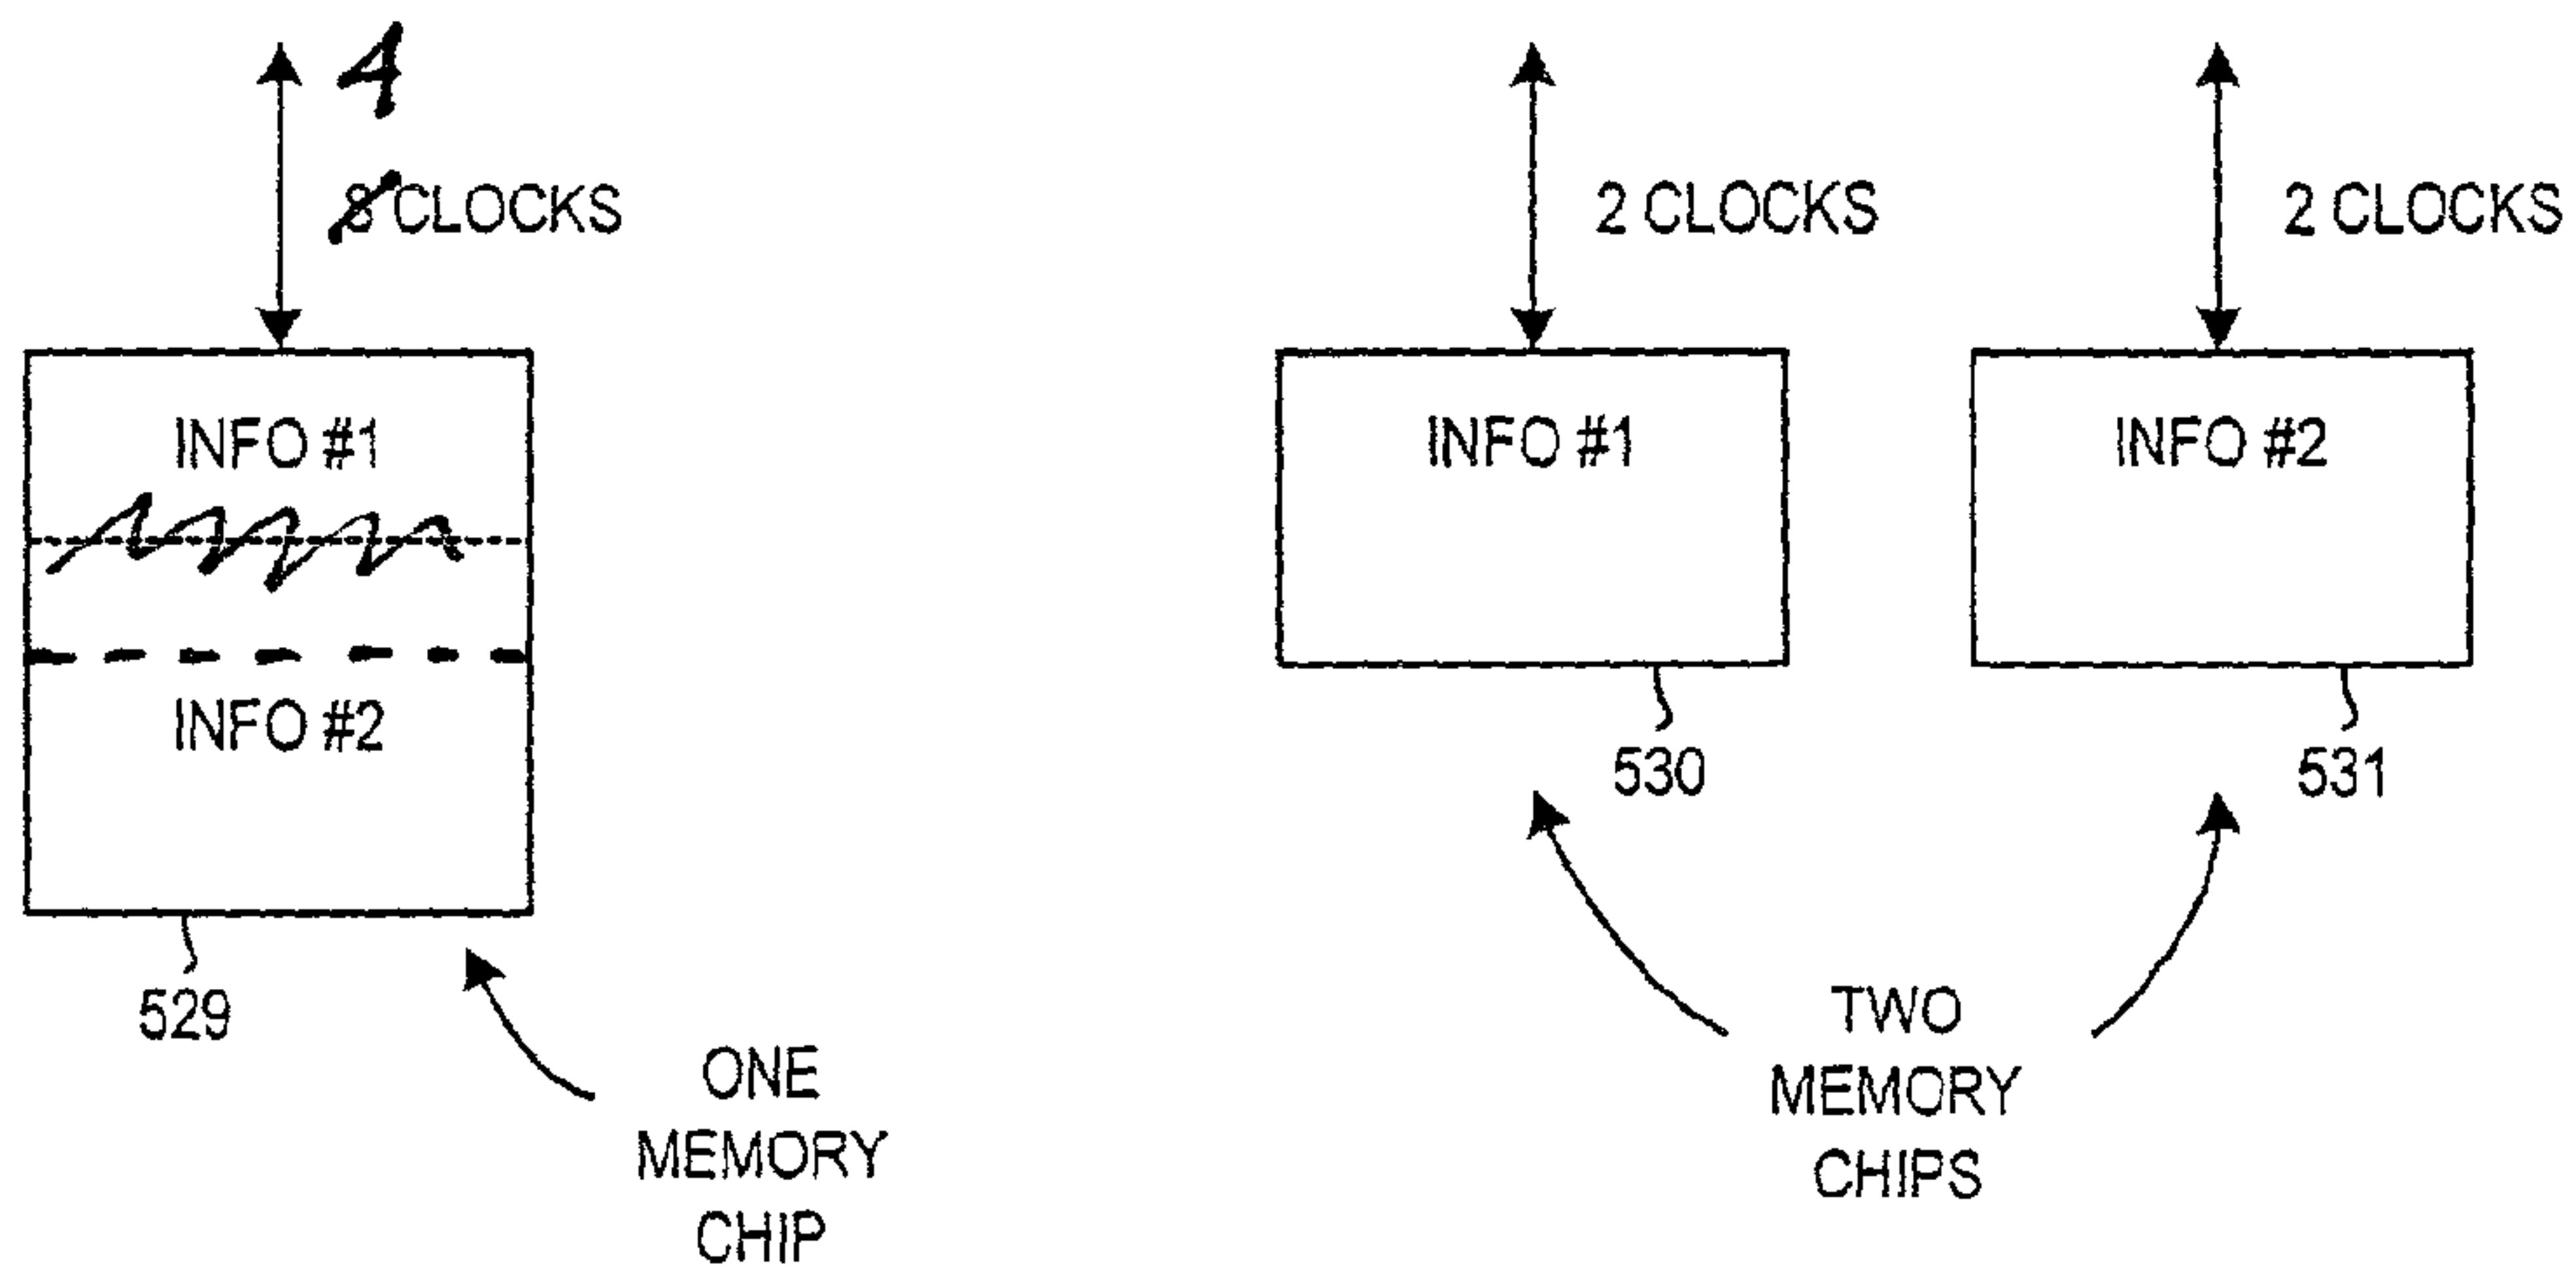 4
8 CLOCKS
INFO #1
INFO #2
529
ONE
MEMORY
CHIP
2 CLOCKS
2 CLOCKS
INFO #1
INFO #2
530
531
TWO
MEMORY
CHIPS